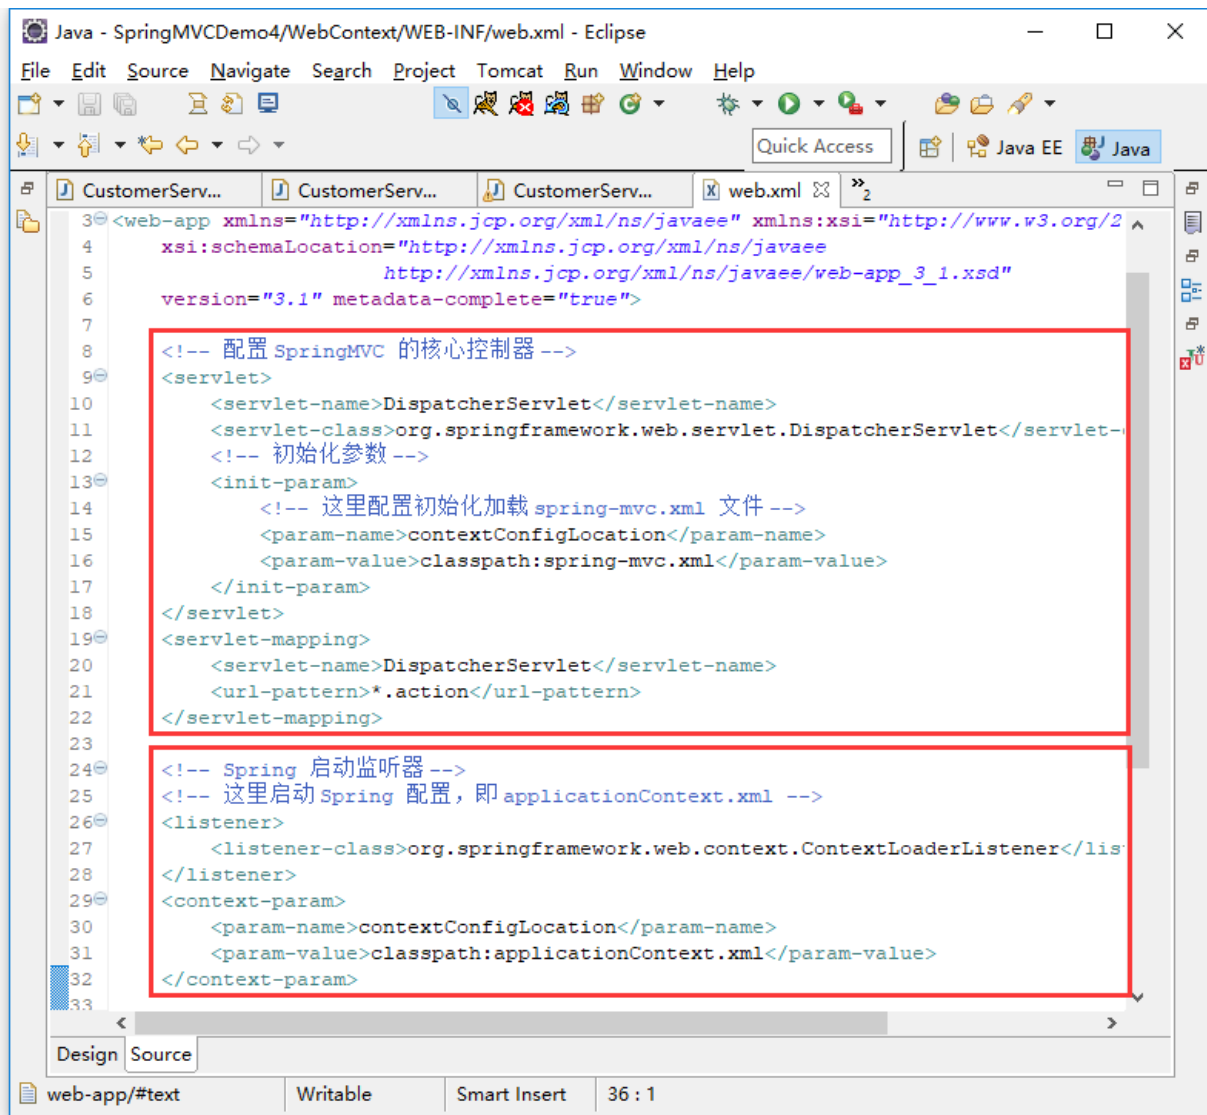 Java - SpringMVCDemo4/WebContext/WEB-INF/web.xml - Eclipse
File Edit Source Navigate Search Project Tomcat Run Window Help
Quick Access Java EE Java
CustomerServ... CustomerServ... CustomerServ... web.xml »2
3 <web-app xmlns="http://xmlns.jcp.org/xml/ns/javaee" xmlns:xsi="http://www.w3.org/2
4 xsi:schemaLocation="http://xmlns.jcp.org/xml/ns/javaee
5 http://xmlns.jcp.org/xml/ns/javaee/web-app_3_1.xsd"
6 version="3.1" metadata-complete="true">
7
8 <!-- 配置 SpringMVC 的核心控制器 -->
9 <servlet>
10 <servlet-name>DispatcherServlet</servlet-name>
11 <servlet-class>org.springframework.web.servlet.DispatcherServlet</servlet-
12 <!-- 初始化参数 -->
13 <init-param>
14 <!-- 这里配置初始化加载 spring-mvc.xml 文件 -->
15 <param-name>contextConfigLocation</param-name>
16 <param-value>classpath:spring-mvc.xml</param-value>
17 </init-param>
18 </servlet>
19 <servlet-mapping>
20 <servlet-name>DispatcherServlet</servlet-name>
21 <url-pattern>*.action</url-pattern>
22 </servlet-mapping>
23
24 <!-- Spring 启动监听器 -->
25 <!-- 这里启动 Spring 配置，即 applicationContext.xml -->
26 <listener>
27 <listener-class>org.springframework.web.context.ContextLoaderListener</lis
28 </listener>
29 <context-param>
30 <param-name>contextConfigLocation</param-name>
31 <param-value>classpath:applicationContext.xml</param-value>
32 </context-param>
33
Design Source
web-app/#text Writable Smart Insert 36 : 1